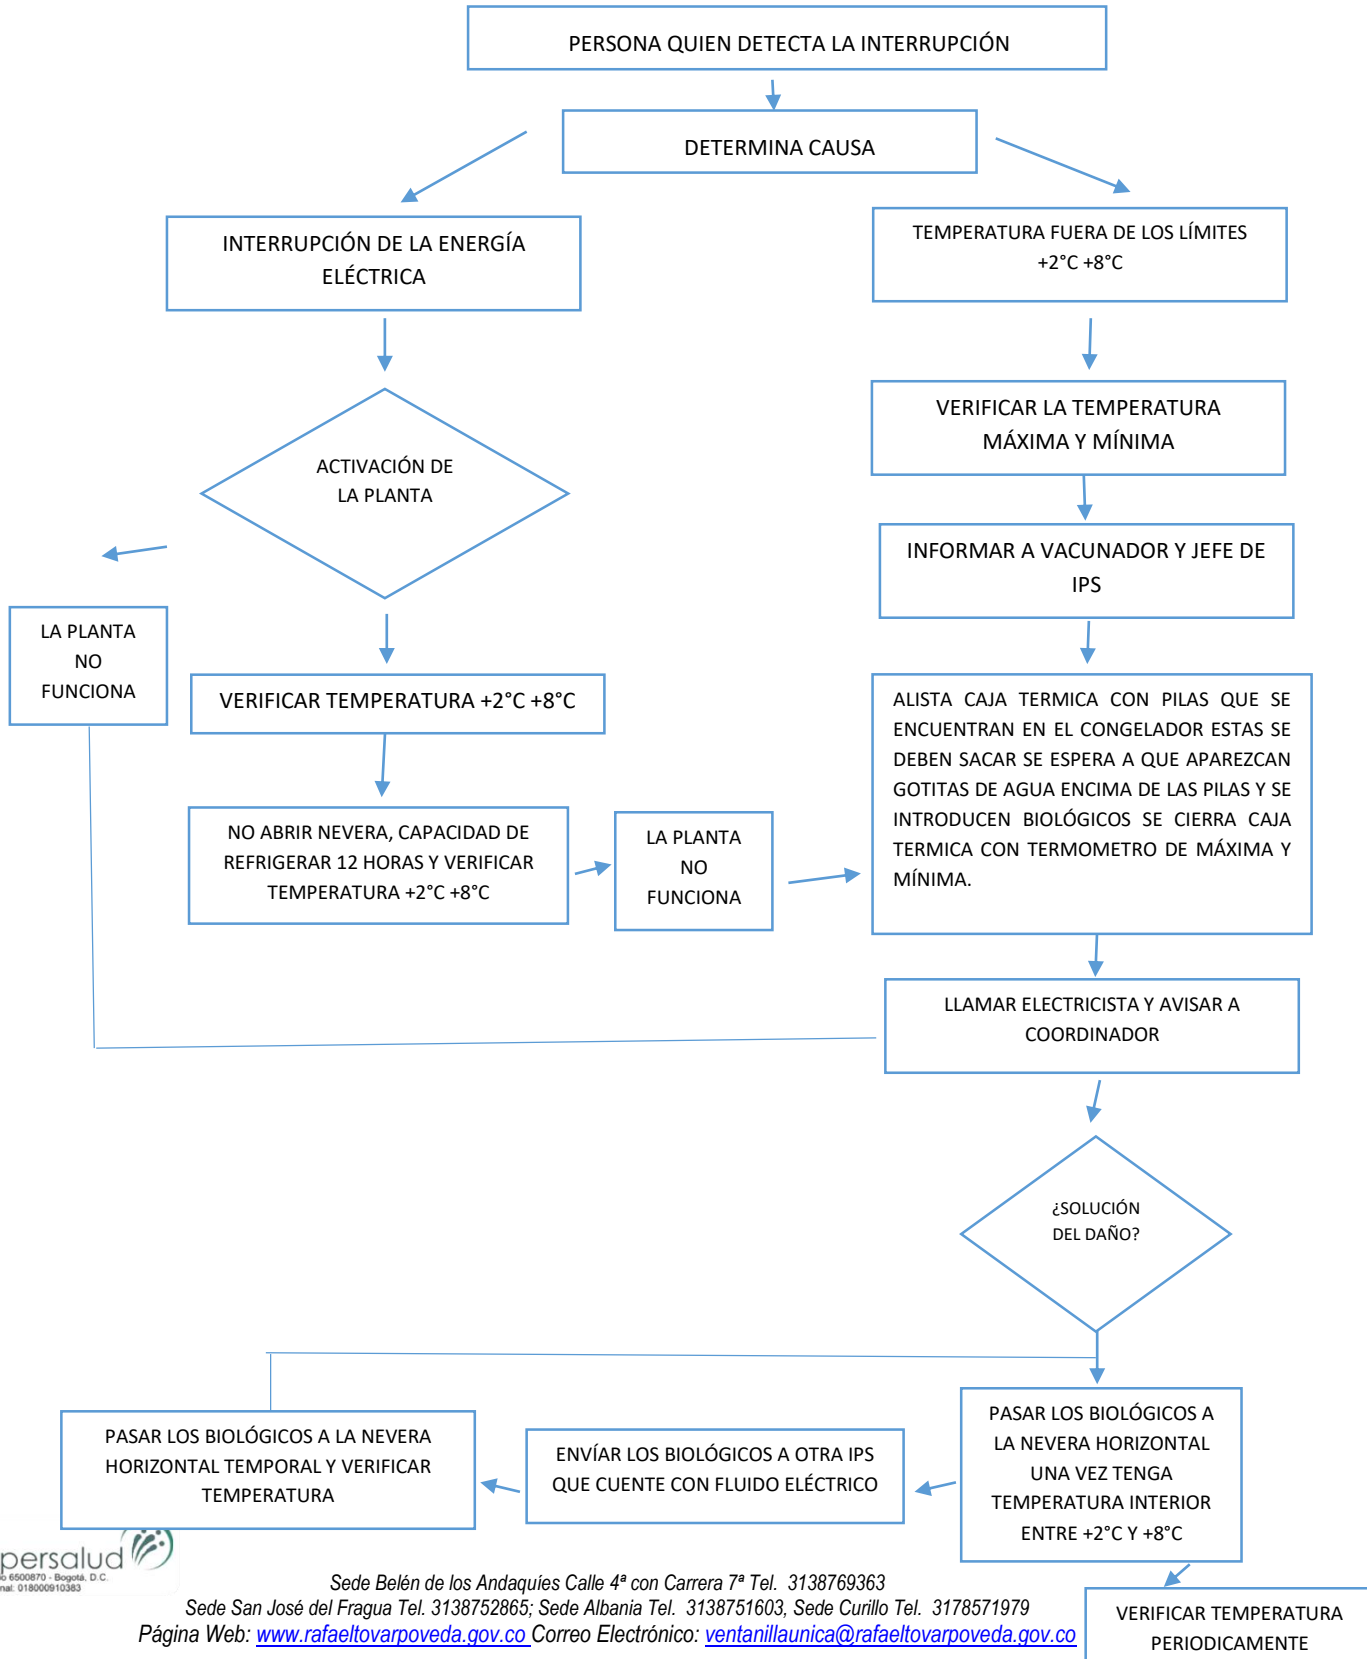 PERSONA QUIEN DETECTA LA INTERRUPCIÓN
DETERMINA CAUSA
INTERRUPCIÓN DE LA ENERGÍA
ELÉCTRICA
TEMPERATURA FUERA DE LOS LÍMITES
+2°C +8°C
VERIFICAR LA TEMPERATURA
MÁXIMA Y MÍNIMA
ACTIVACIÓN DE
LA PLANTA
INFORMAR A VACUNADOR Y JEFE DE
IPS
LA PLANTA
NO
FUNCIONA
VERIFICAR TEMPERATURA +2°C +8°C
ALISTA CAJA TERMICA CON PILAS QUE SE
ENCUENTRAN EN EL CONGELADOR ESTAS SE
DEBEN SACAR SE ESPERA A QUE APAREZCAN
GOTITAS DE AGUA ENCIMA DE LAS PILAS Y SE
INTRODUCEN BIOLÓGICOS SE CIERRA CAJA
TERMICA CON TERMOMETRO DE MÁXIMA Y
MÍNIMA.
NO ABRIR NEVERA, CAPACIDAD DE
REFRIGERAR 12 HORAS Y VERIFICAR
TEMPERATURA +2°C +8°C
LA PLANTA
NO
FUNCIONA
LLAMAR ELECTRICISTA Y AVISAR A
COORDINADOR
¿SOLUCIÓN
DEL DAÑO?
PASAR LOS BIOLÓGICOS A LA NEVERA
HORIZONTAL TEMPORAL Y VERIFICAR
TEMPERATURA
ENVÍAR LOS BIOLÓGICOS A OTRA IPS
QUE CUENTE CON FLUIDO ELÉCTRICO
PASAR LOS BIOLÓGICOS A
LA NEVERA HORIZONTAL
UNA VEZ TENGA
TEMPERATURA INTERIOR
ENTRE +2°C Y +8°C
persalud
o 6500870 - Bogotá, D.C.
nal: 018000910383
Sede Belén de los Andaquíes Calle 4ª con Carrera 7ª Tel. 3138769363
Sede San José del Fragua Tel. 3138752865; Sede Albania Tel. 3138751603, Sede Curillo Tel. 3178571979
Página Web: www.rafaeltovarpoveda.gov.co Correo Electrónico: ventanillaunica@rafaeltovarpoveda.gov.co
VERIFICAR TEMPERATURA
PERIODICAMENTE